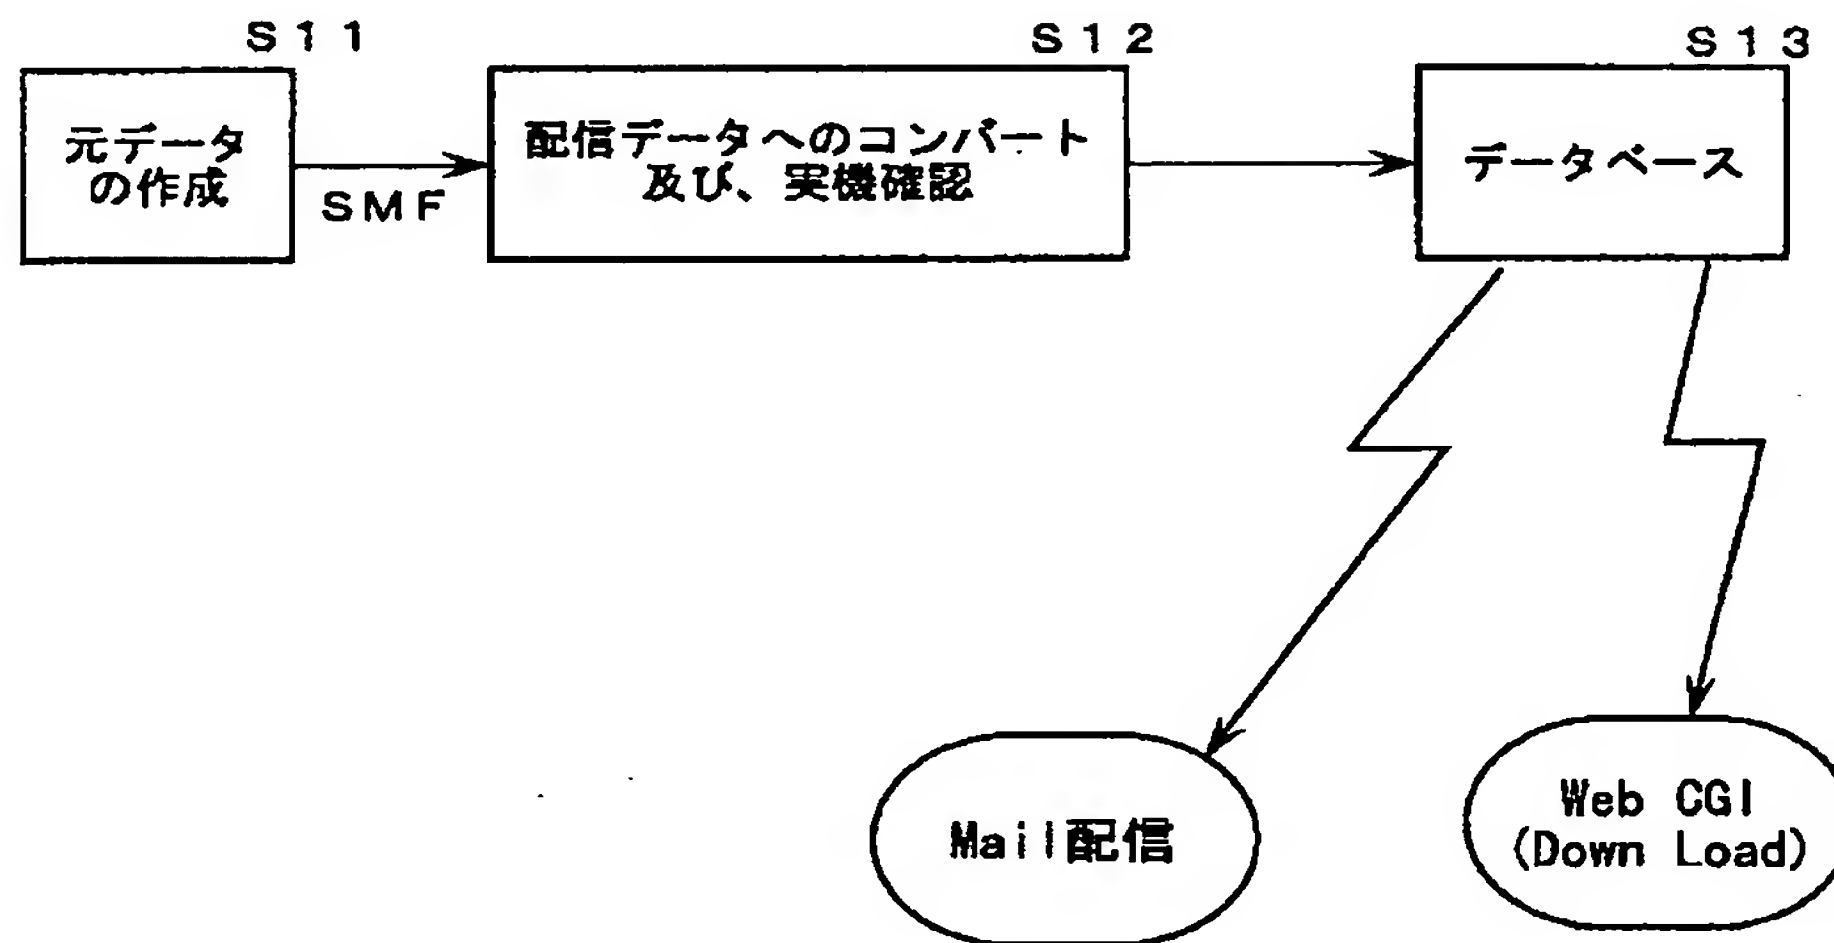 S11
S12
S13
元データ
の作成
SMF
配信データへのコンバート
及び、実機確認
データベース
Mail配信
Web CGI
(Down Load)